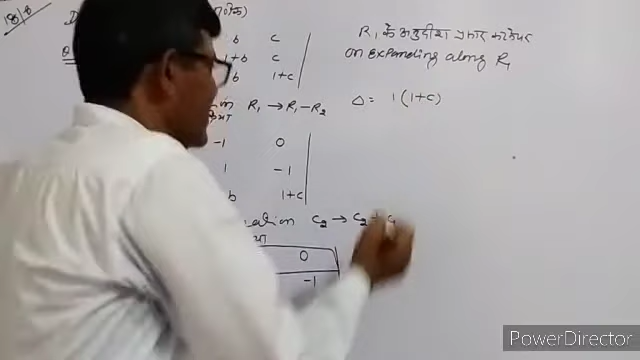 b c
R₁ के अनुदिश प्रसार करने पर
1+b c
on expanding along R₁
b 1+c
R₁ → R₁-R₂
Δ = 1(1+c)
-1 0
1 -1
b 1+c
C₂ → C₂ + C₁
0
-1
PowerDirector